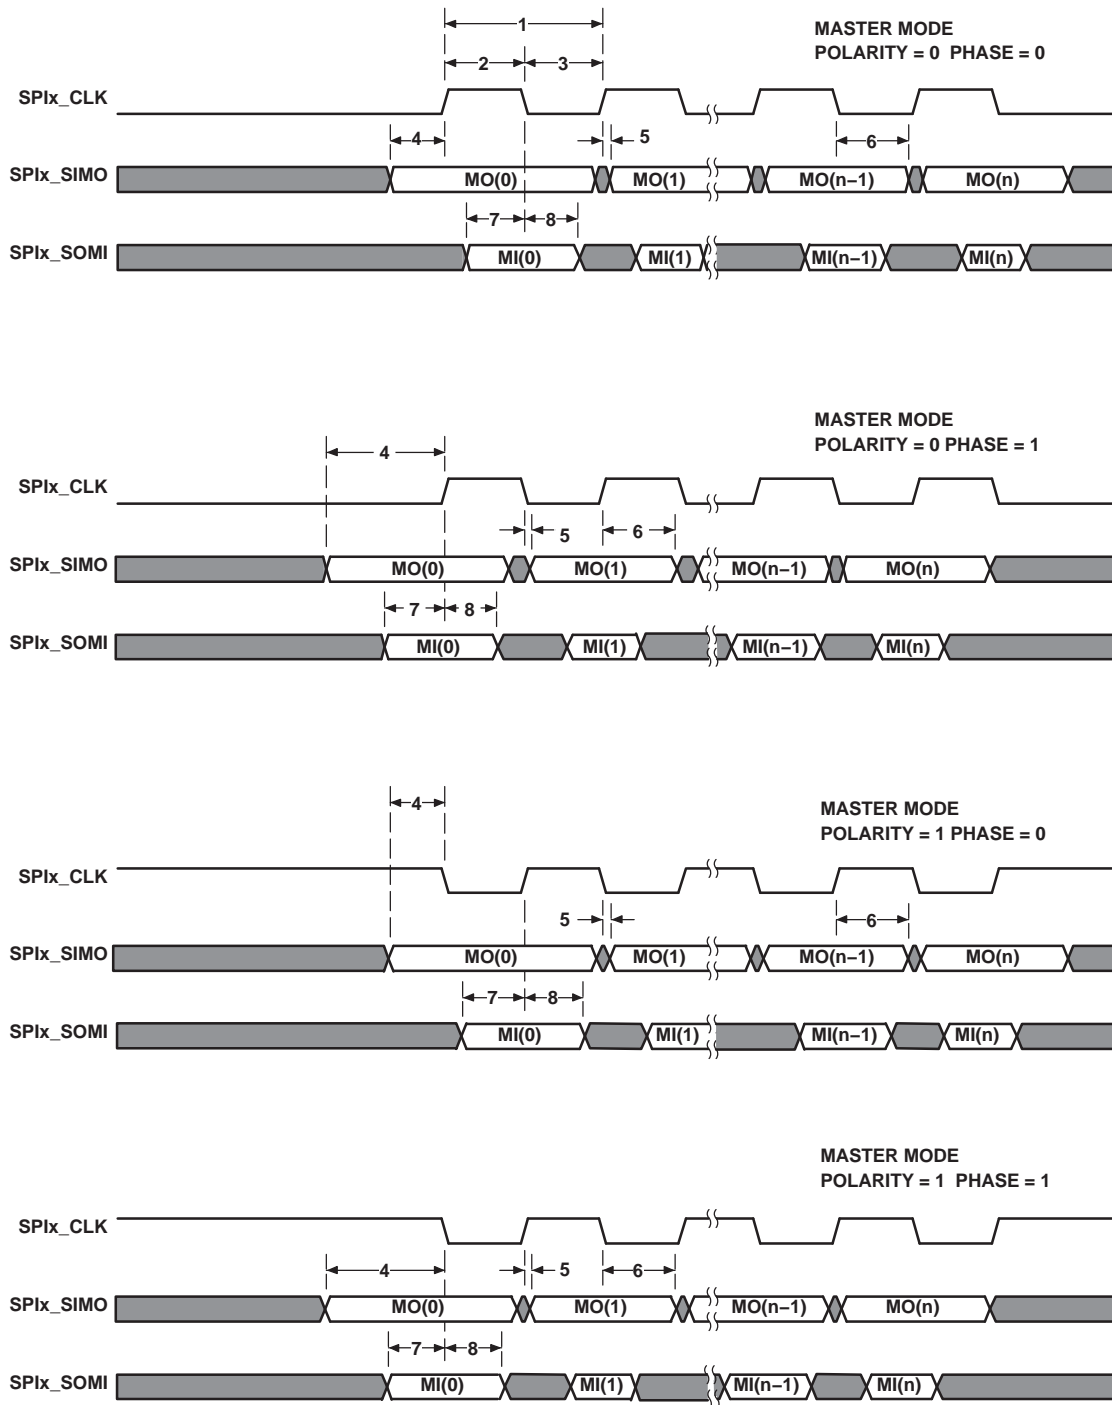 1
MASTER MODE
POLARITY = 0 PHASE = 0
2 3
SPIx_CLK
4 5 6
SPIx_SIMO MO(0) MO(1) MO(n−1) MO(n)
7 8
SPIx_SOMI MI(0) MI(1) MI(n−1) MI(n)
MASTER MODE
POLARITY = 0 PHASE = 1
4
SPIx_CLK
5 6
SPIx_SIMO MO(0) MO(1) MO(n−1) MO(n)
7 8
SPIx_SOMI MI(0) MI(1) MI(n−1) MI(n)
4
MASTER MODE
POLARITY = 1 PHASE = 0
SPIx_CLK
5 6
SPIx_SIMO MO(0) MO(1) MO(n−1) MO(n)
7 8
SPIx_SOMI MI(0) MI(1) MI(n−1) MI(n)
MASTER MODE
POLARITY = 1 PHASE = 1
SPIx_CLK
4 5 6
SPIx_SIMO MO(0) MO(1) MO(n−1) MO(n)
7 8
SPIx_SOMI MI(0) MI(1) MI(n−1) MI(n)